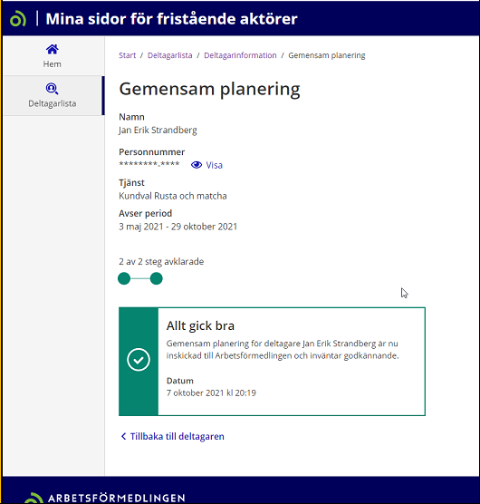 Mina sidor för fristående aktörer
Hem
Deltagarlista
Start / Deltagarlista / Deltagarinformation / Gemensam planering
Gemensam planering
Namn
Jan Erik Strandberg
Personnummer
********-**** Visa
Tjänst
Kundval Rusta och matcha
Avser period
3 maj 2021 - 29 oktober 2021
2 av 2 steg avklarade
Allt gick bra
Gemensam planering för deltagare Jan Erik Strandberg är nu
inskickad till Arbetsförmedlingen och inväntar godkännande.
Datum
7 oktober 2021 kl 20:19
Tillbaka till deltagaren
ARBETSFÖRMEDLINGEN